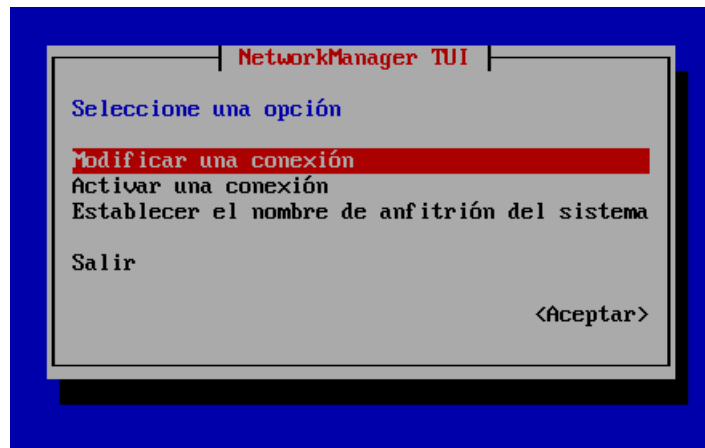 NetworkManager TUI
Seleccione una opción
Modificar una conexión
Activar una conexión
Establecer el nombre de anfitrión del sistema
Salir
<Aceptar>